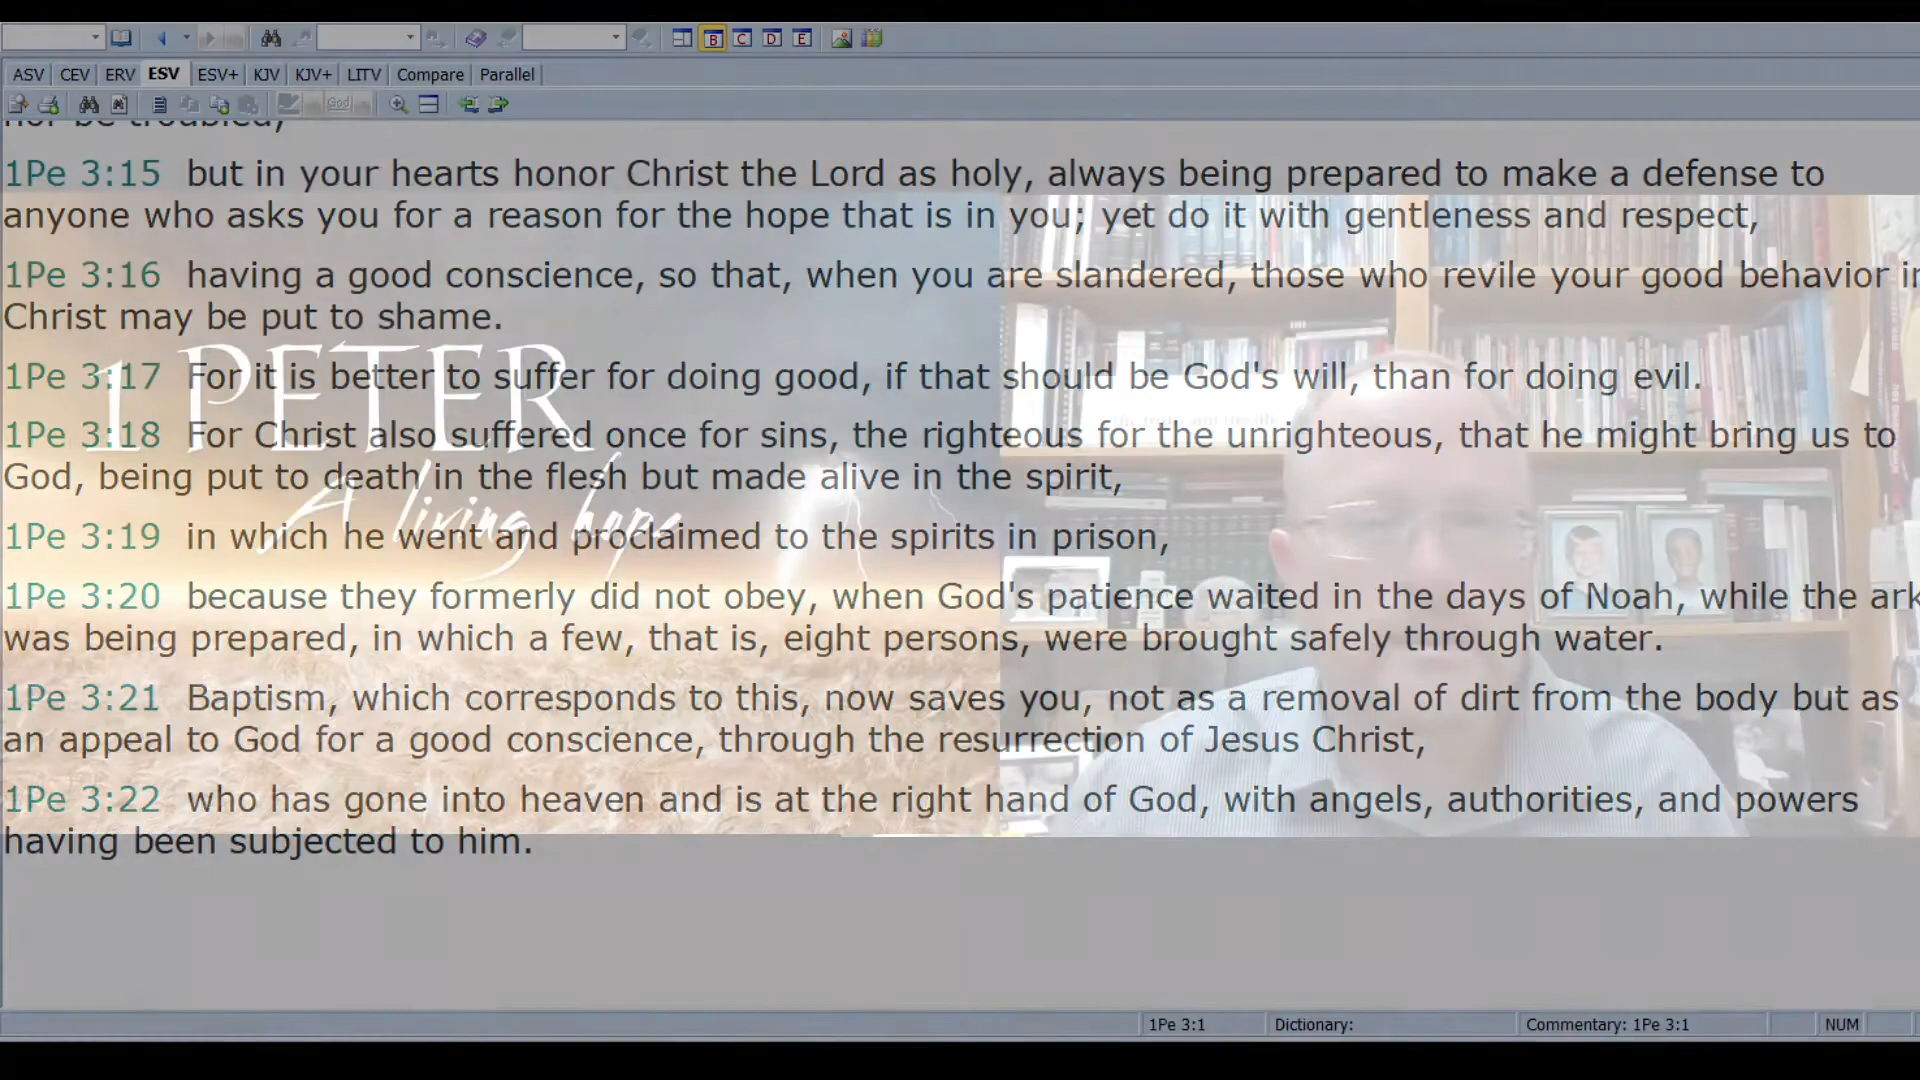 B C D E
ASV CEV ERV ESV ESV+ KJV KJV+ LITV Compare Parallel
God
nor be troubled,
1Pe 3:15 but in your hearts honor Christ the Lord as holy, always being prepared to make a defense to
anyone who asks you for a reason for the hope that is in you; yet do it with gentleness and respect,
1Pe 3:16 having a good conscience, so that, when you are slandered, those who revile your good behavior in
Christ may be put to shame.
1Pe 3:17 For it is better to suffer for doing good, if that should be God's will, than for doing evil.
1Pe 3:18 For Christ also suffered once for sins, the righteous for the unrighteous, that he might bring us to
God, being put to death in the flesh but made alive in the spirit,
1Pe 3:19 in which he went and proclaimed to the spirits in prison,
1Pe 3:20 because they formerly did not obey, when God's patience waited in the days of Noah, while the ark
was being prepared, in which a few, that is, eight persons, were brought safely through water.
1Pe 3:21 Baptism, which corresponds to this, now saves you, not as a removal of dirt from the body but as
an appeal to God for a good conscience, through the resurrection of Jesus Christ,
1Pe 3:22 who has gone into heaven and is at the right hand of God, with angels, authorities, and powers
having been subjected to him.
1 PETER
A living hope
1Pe 3:1 Dictionary: Commentary: 1Pe 3:1 NUM